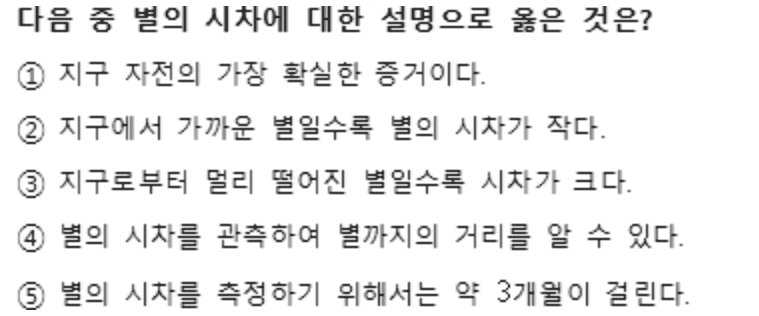 다음 중 별의 시차에 대한 설명으로 옳은 것은?
① 지구 자전의 가장 확실한 증거이다.
② 지구에서 가까운 별일수록 별의 시차가 작다.
③ 지구로부터 멀리 떨어진 별일수록 시차가 크다.
④ 별의 시차를 관측하여 별까지의 거리를 알 수 있다.
⑤ 별의 시차를 측정하기 위해서는 약 3개월이 걸린다.